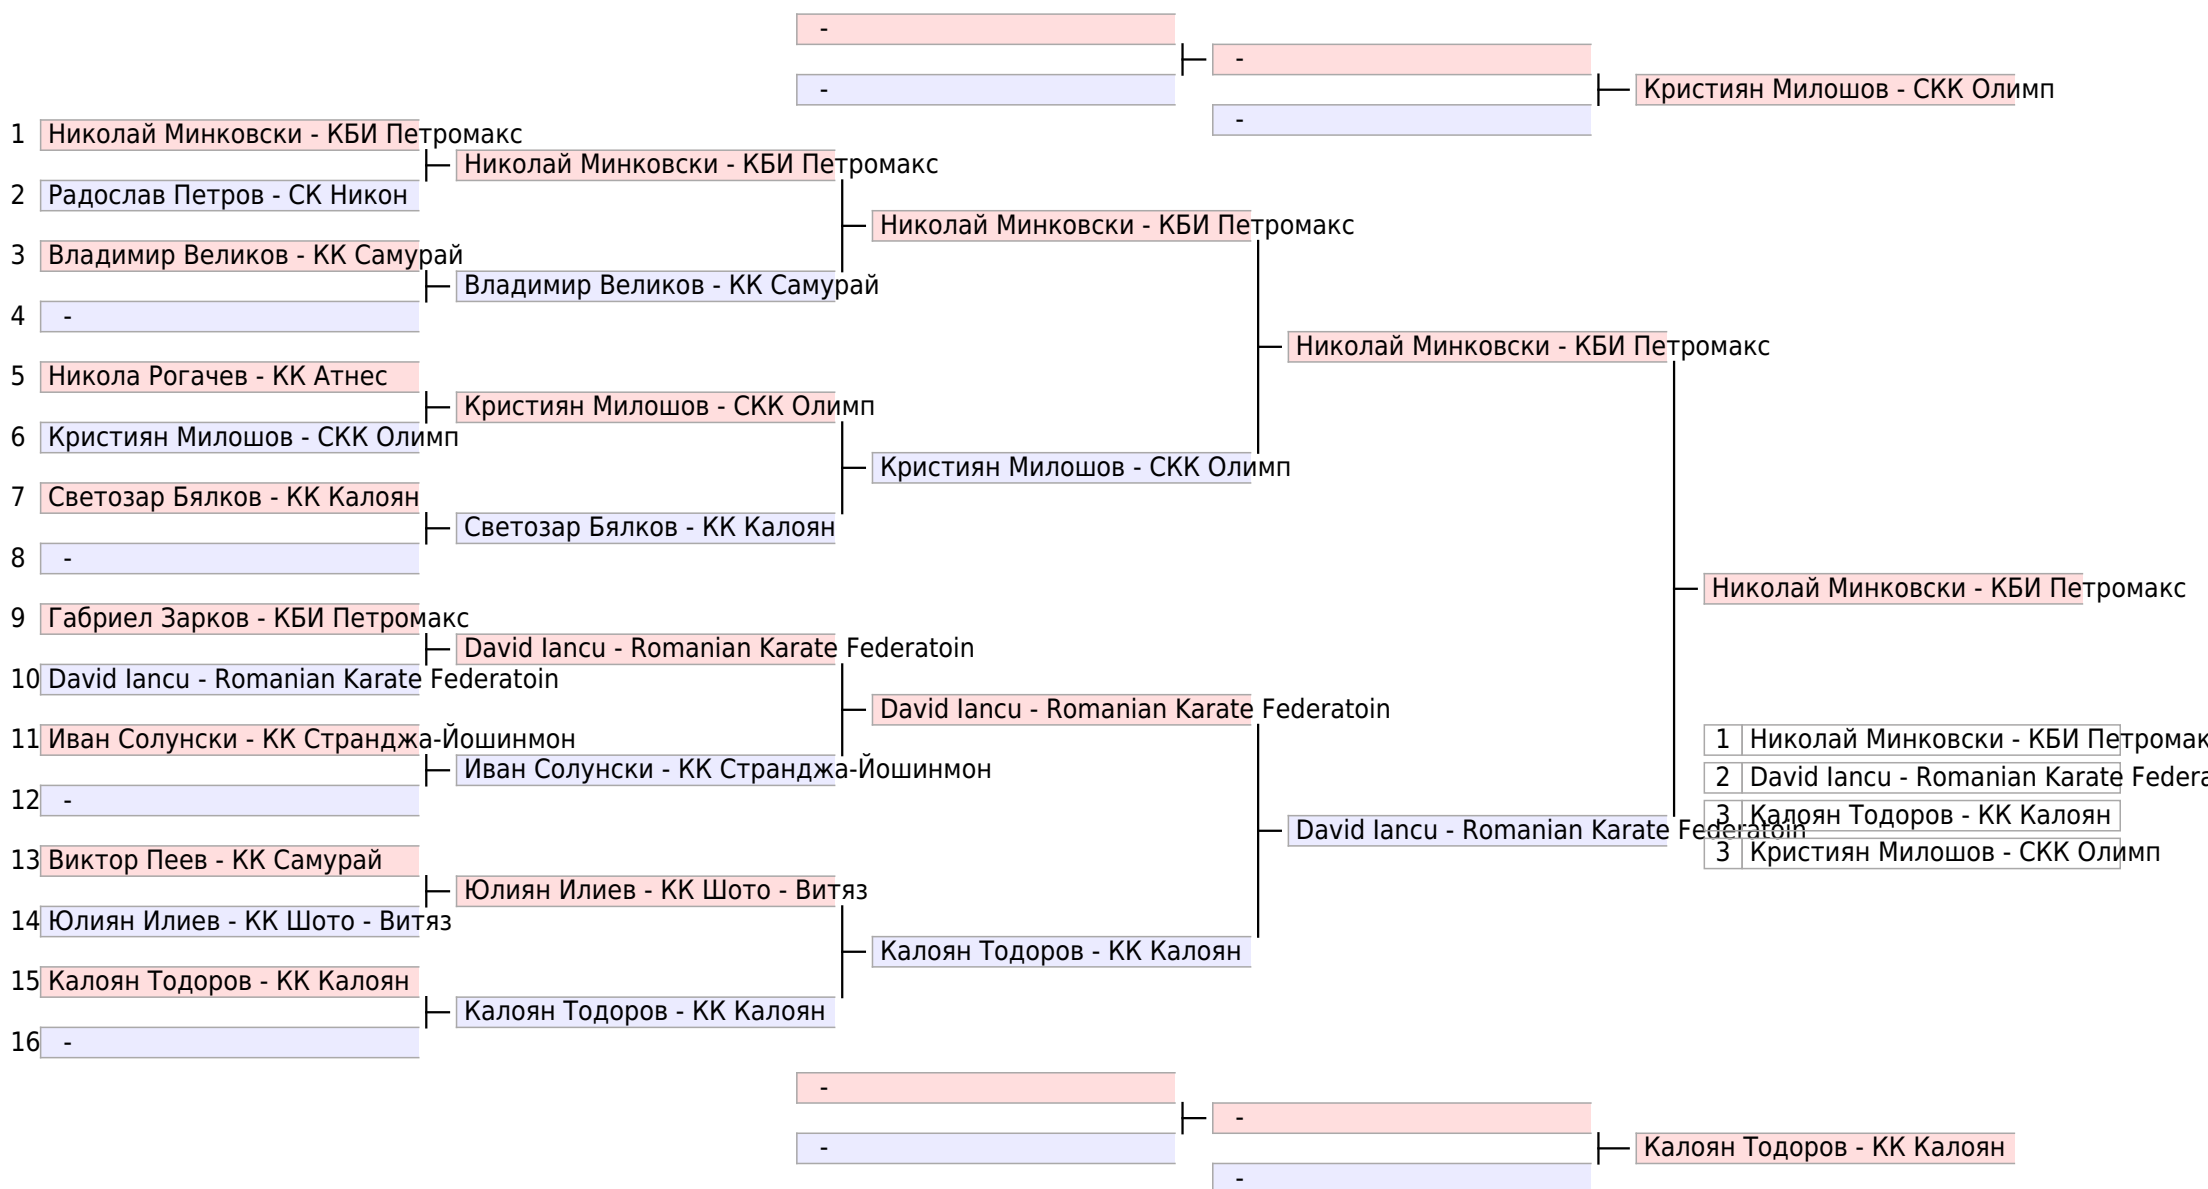 -
-
-
-
Кристиян Милошов - СКК Олимп
1 Николай Минковски - КБИ Петромакс
2 Радослав Петров - СК Никон
3 Владимир Великов - КК Самурай
4 -
5 Никола Рогачев - КК Атнес
6 Кристиян Милошов - СКК Олимп
7 Светозар Бялков - КК Калоян
8 -
9 Габриел Зарков - КБИ Петромакс
10 David Iancu - Romanian Karate Federatoin
11 Иван Солунски - КК Странджа-Йошинмон
12 -
13 Виктор Пеев - КК Самурай
14 Юлиян Илиев - КК Шото - Витяз
15 Калоян Тодоров - КК Калоян
16 -
Николай Минковски - КБИ Петромакс
Владимир Великов - КК Самурай
Кристиян Милошов - СКК Олимп
Светозар Бялков - КК Калоян
David Iancu - Romanian Karate Federatoin
Иван Солунски - КК Странджа-Йошинмон
Юлиян Илиев - КК Шото - Витяз
Калоян Тодоров - КК Калоян
Николай Минковски - КБИ Петромакс
Кристиян Милошов - СКК Олимп
David Iancu - Romanian Karate Federatoin
Калоян Тодоров - КК Калоян
Николай Минковски - КБИ Петромакс
David Iancu - Romanian Karate Federatoin
Николай Минковски - КБИ Петромакс
1 Николай Минковски - КБИ Петромак
2 David Iancu - Romanian Karate Federa
3 Калоян Тодоров - КК Калоян
3 Кристиян Милошов - СКК Олимп
-
-
-
-
Калоян Тодоров - КК Калоян